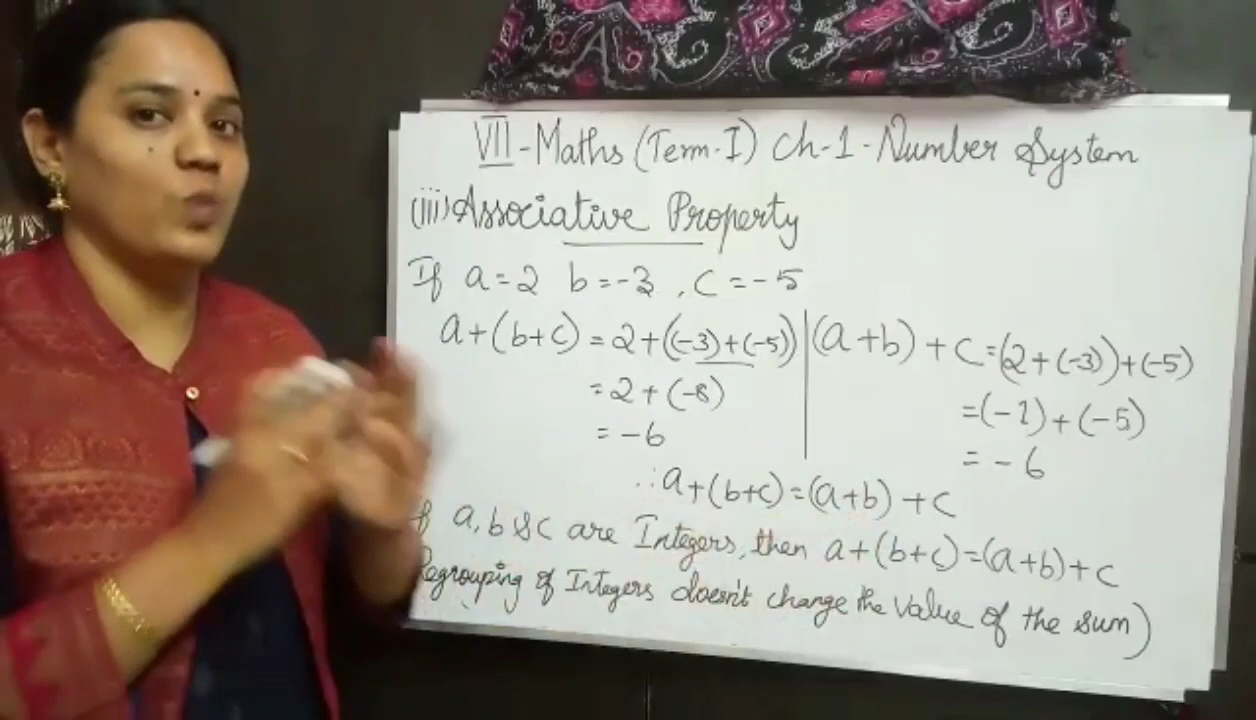 VII - Maths (Term-I) Ch-1 - Number System
(iii) Associative Property
If a=2 b=-3, c=-5
a+(b+c) = 2+(-3)+(-5))
= 2+(-8)
= -6
(a+b)+c=(2+(-3))+(-5)
=(-1)+(-5)
= -6
∴a+(b+c)=(a+b)+c
If a, b & c are Integers, then a+(b+c)=(a+b)+c
Regrouping of Integers doesn't change the value of the sum)